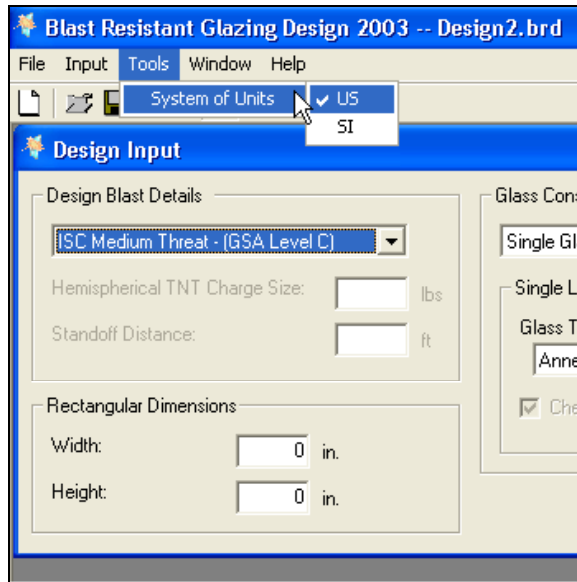 Blast Resistant Glazing Design 2003 -- Design2.brd
File Input Tools Window Help
System of Units US
SI
Design Input
Design Blast Details
ISC Medium Threat - (GSA Level C)
Hemispherical TNT Charge Size: lbs
Standoff Distance: ft
Rectangular Dimensions
Width: 0 in.
Height: 0 in.
Glass Cons
Single Gl
Single L
Glass T
Anne
Che